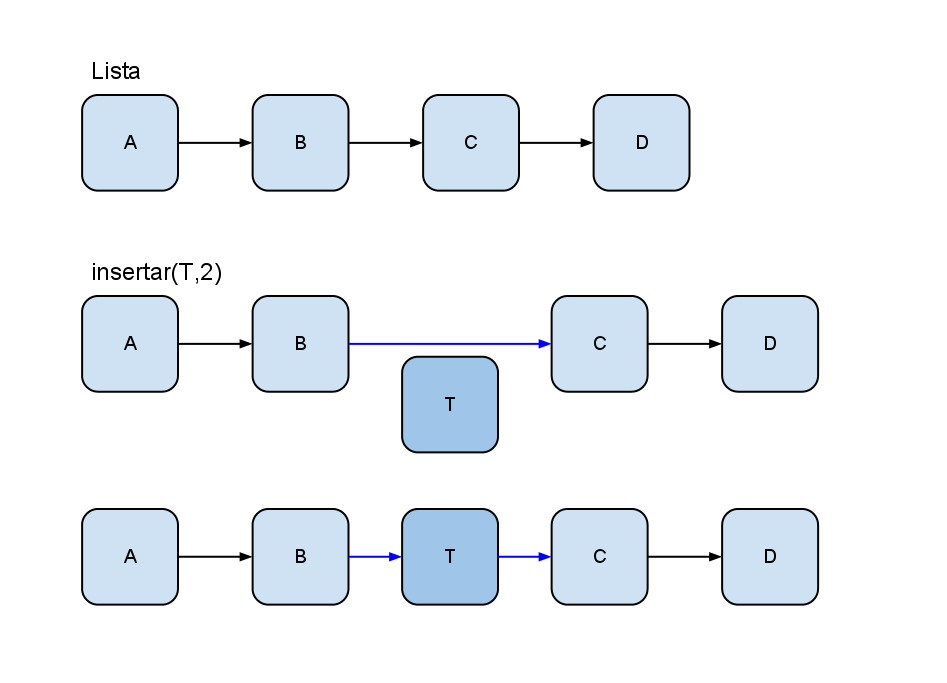 Lista
A B C D
insertar(T,2)
A B C D
T
A B T C D